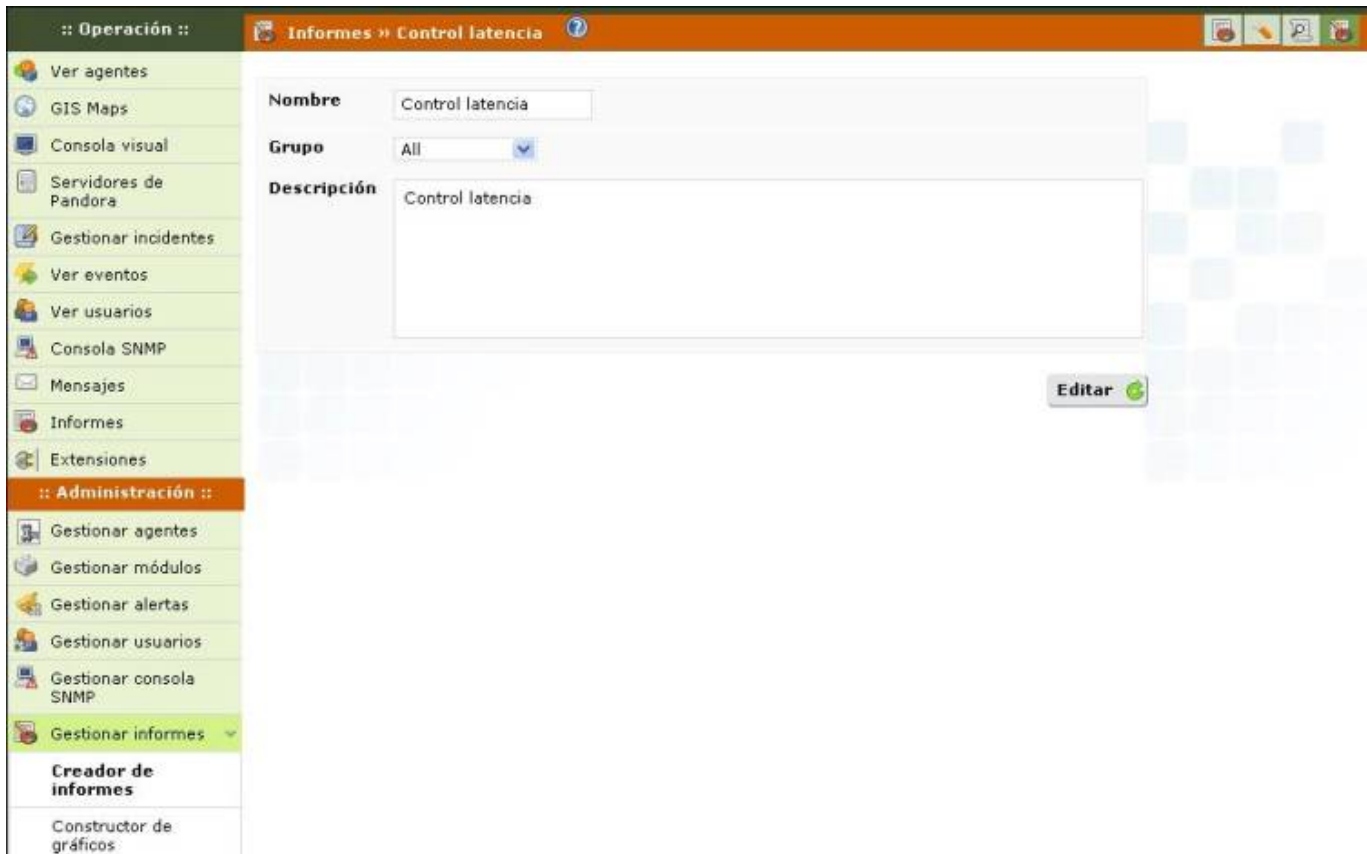 :: Operación ::
Informes » Control latencia
Ver agentes
GIS Maps
Consola visual
Servidores de
Pandora
Gestionar incidentes
Ver eventos
Ver usuarios
Consola SNMP
Mensajes
Informes
Extensiones
:: Administración ::
Gestionar agentes
Gestionar módulos
Gestionar alertas
Gestionar usuarios
Gestionar consola
SNMP
Gestionar informes
Creador de
informes
Constructor de
gráficos
Nombre
Control latencia
Grupo
All
Descripción
Control latencia
Editar